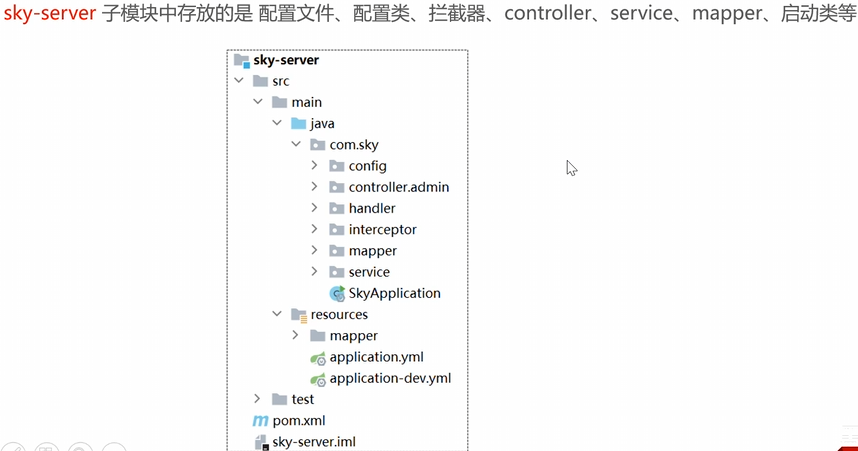 sky-server 子模块中存放的是 配置文件、配置类、拦截器、controller、service、mapper、启动类等
sky-server
src
main
java
com.sky
config
controller.admin
handler
interceptor
mapper
service
SkyApplication
resources
mapper
application.yml
application-dev.yml
test
pom.xml
sky-server.iml